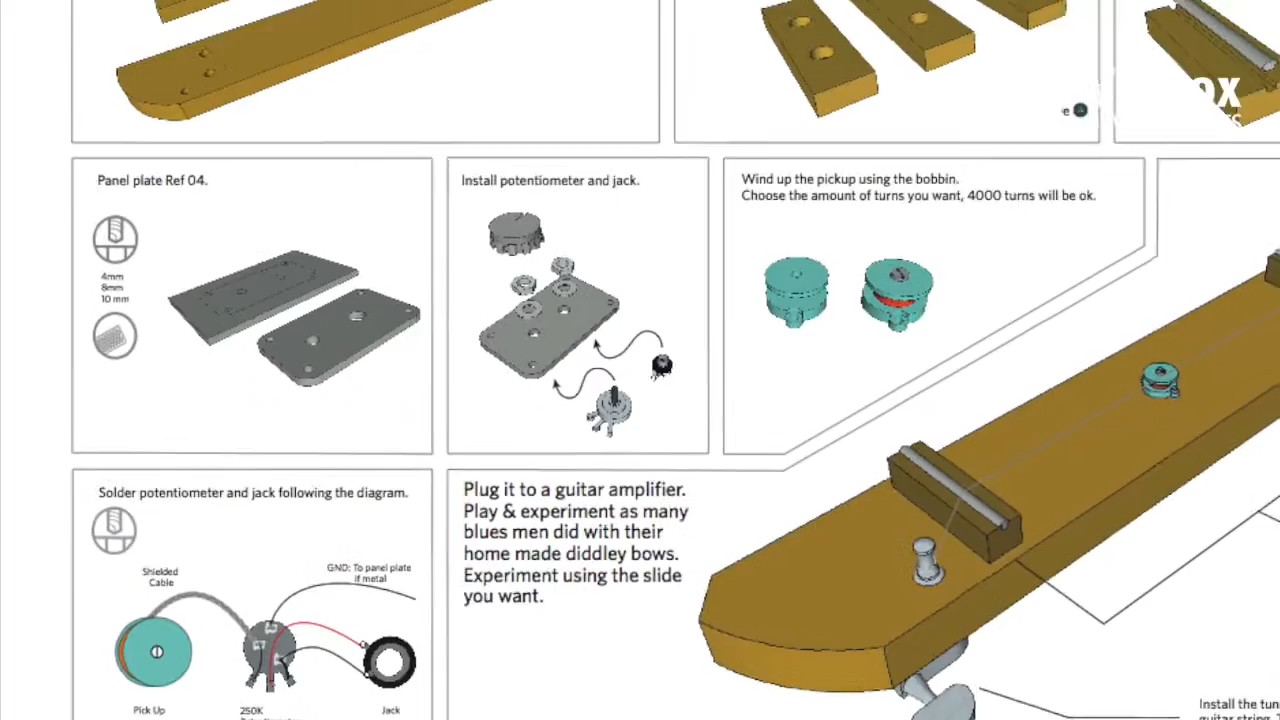 Panel plate Ref 04.
4mm
8mm
10 mm
Install potentiometer and jack.
Wind up the pickup using the bobbin.
Choose the amount of turns you want, 4000 turns will be ok.
Solder potentiometer and jack following the diagram.
Shielded
Cable
GND: To panel plate
if metal
Pick Up
250K
Jack
Plug it to a guitar amplifier.
Play & experiment as many
blues men did with their
home made diddley bows.
Experiment using the slide
you want.
Install the tun